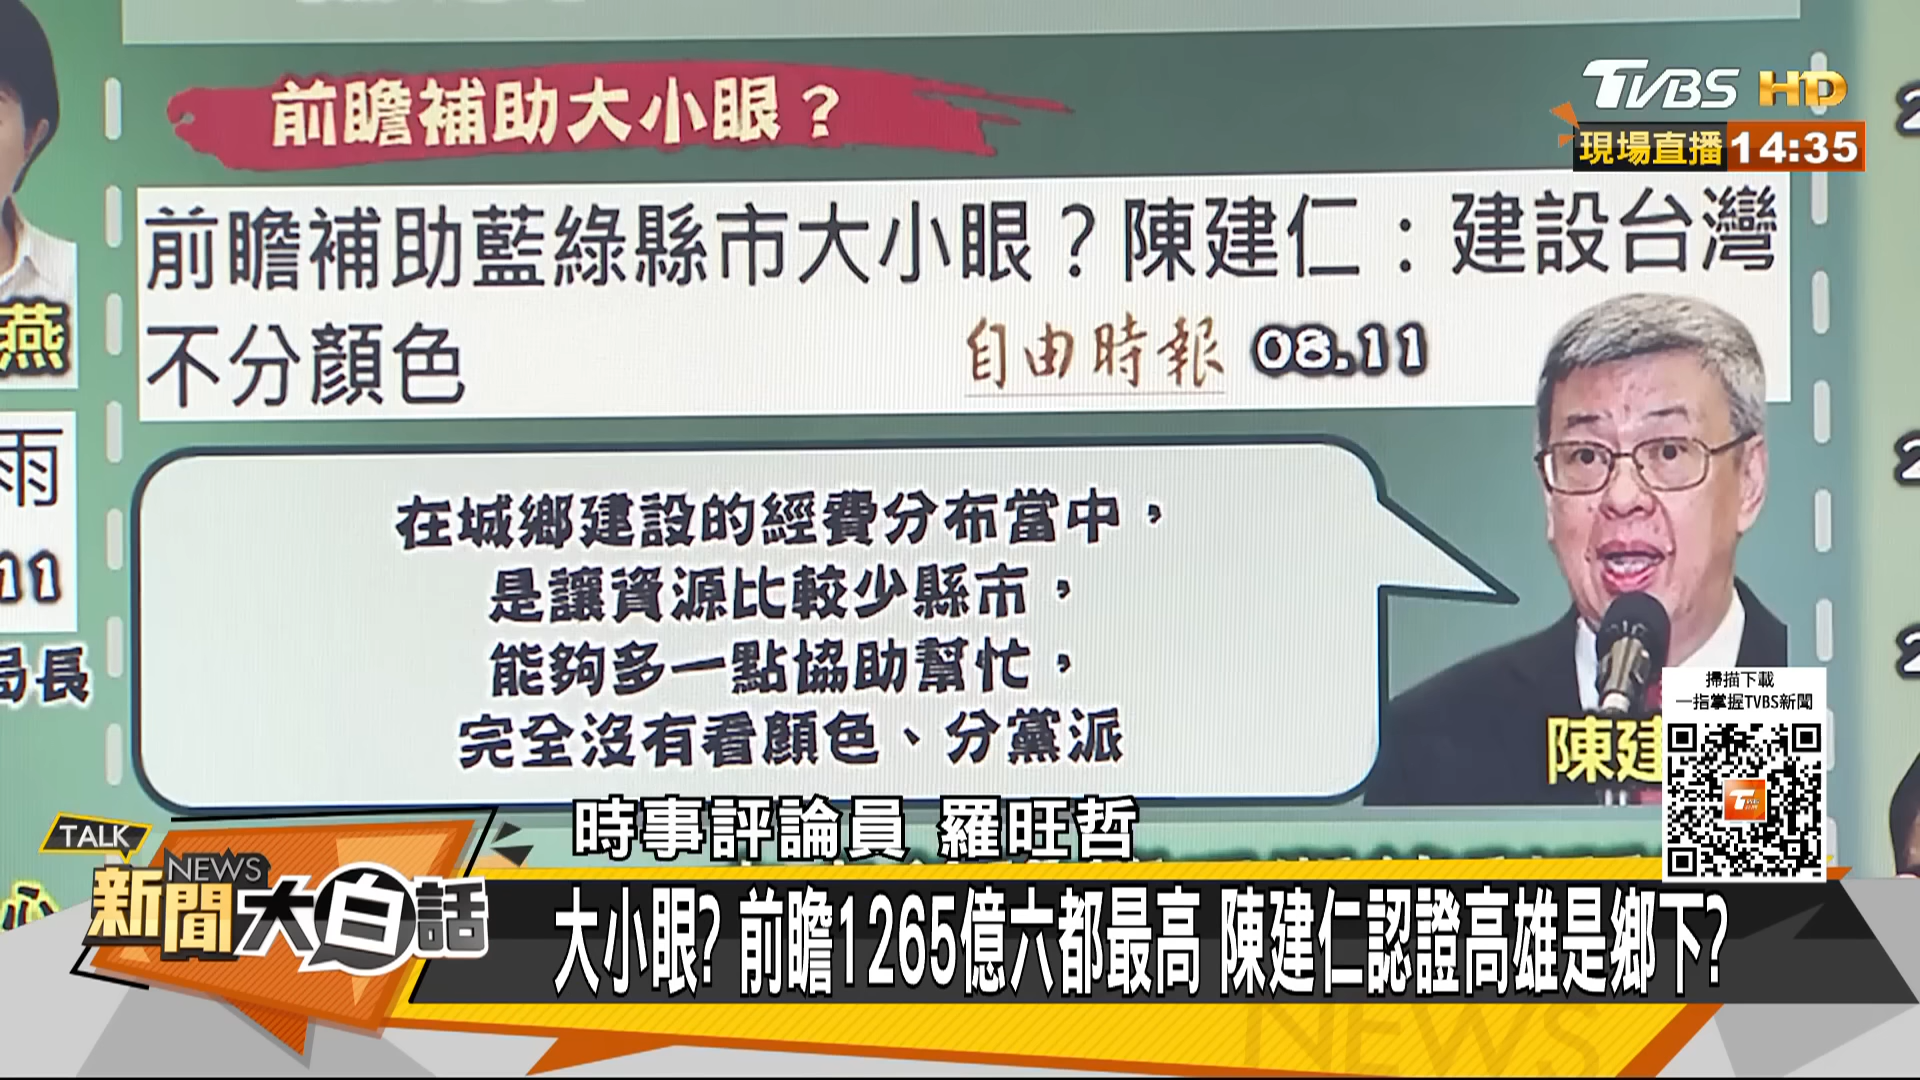 前瞻補助大小眼？
TVBS HD
現場直播 14:35
前瞻補助藍綠縣市大小眼？陳建仁：建設台灣
不分顏色
自由時報 08.11
燕
雨
11
局長
在城鄉建設的經費分布當中，
是讓資源比較少縣市，
能夠多一點協助幫忙，
完全沒有看顏色、分黨派
陳建
掃描下載
一指掌握TVBS新聞
時事評論員 羅旺哲
TALK
NEWS
新聞大白話
心
大小眼? 前瞻1265億六都最高 陳建仁認證高雄是鄉下?
NEWS